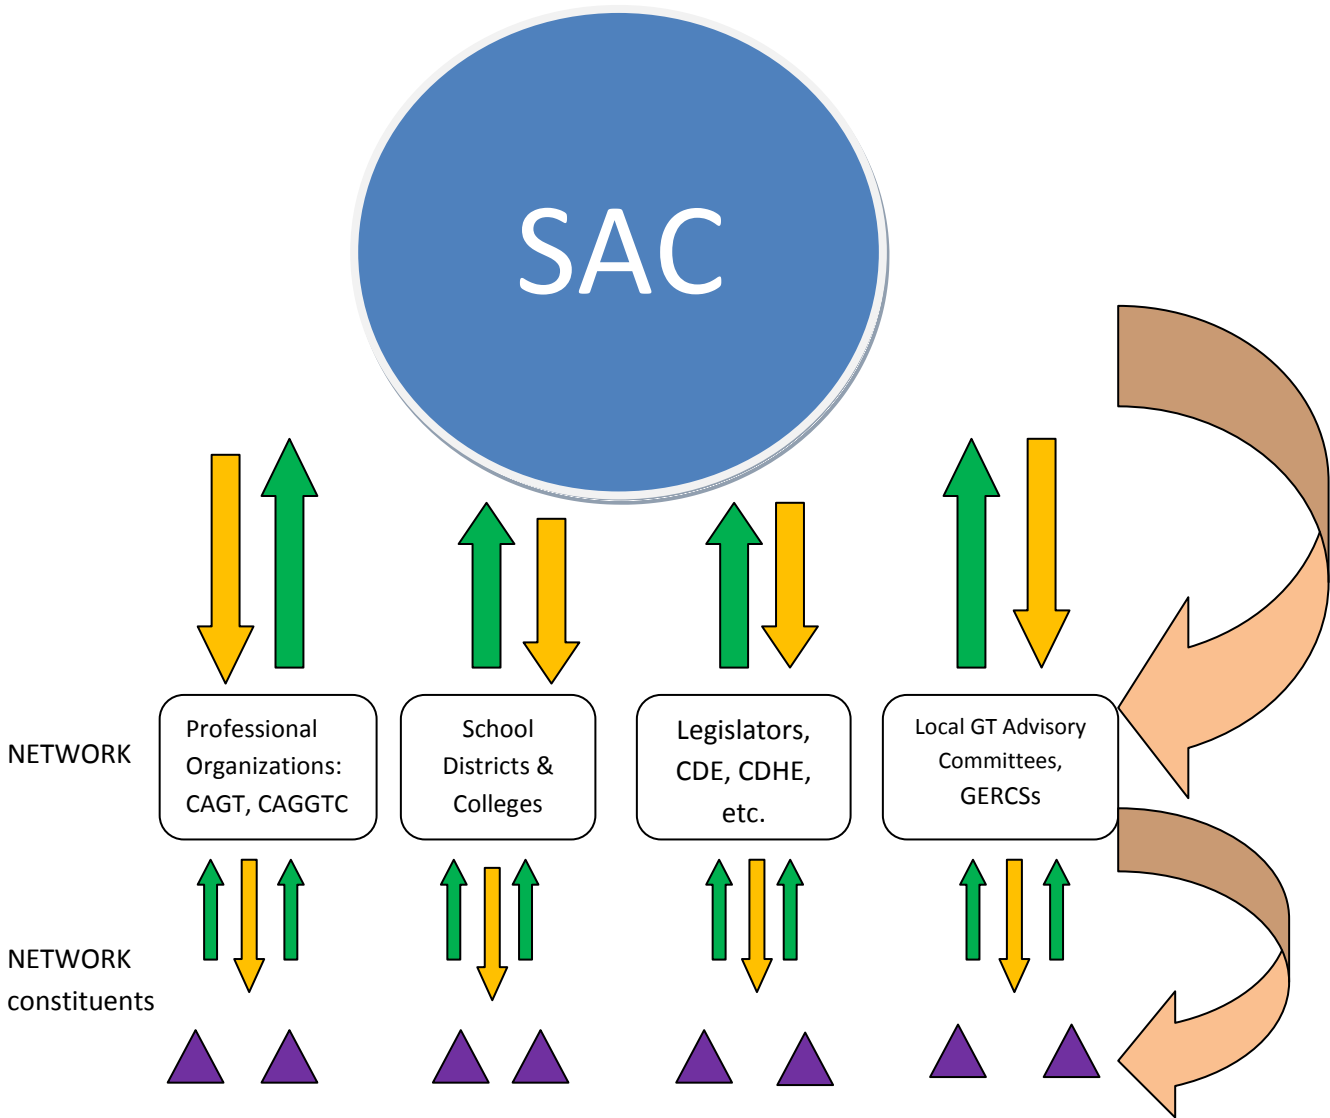 SAC
NETWORK
Professional
Organizations:
CAGT, CAGGTC
School
Districts &
Colleges
Legislators,
CDE, CDHE,
etc.
Local GT Advisory
Committees,
GERCSs
NETWORK
constituents